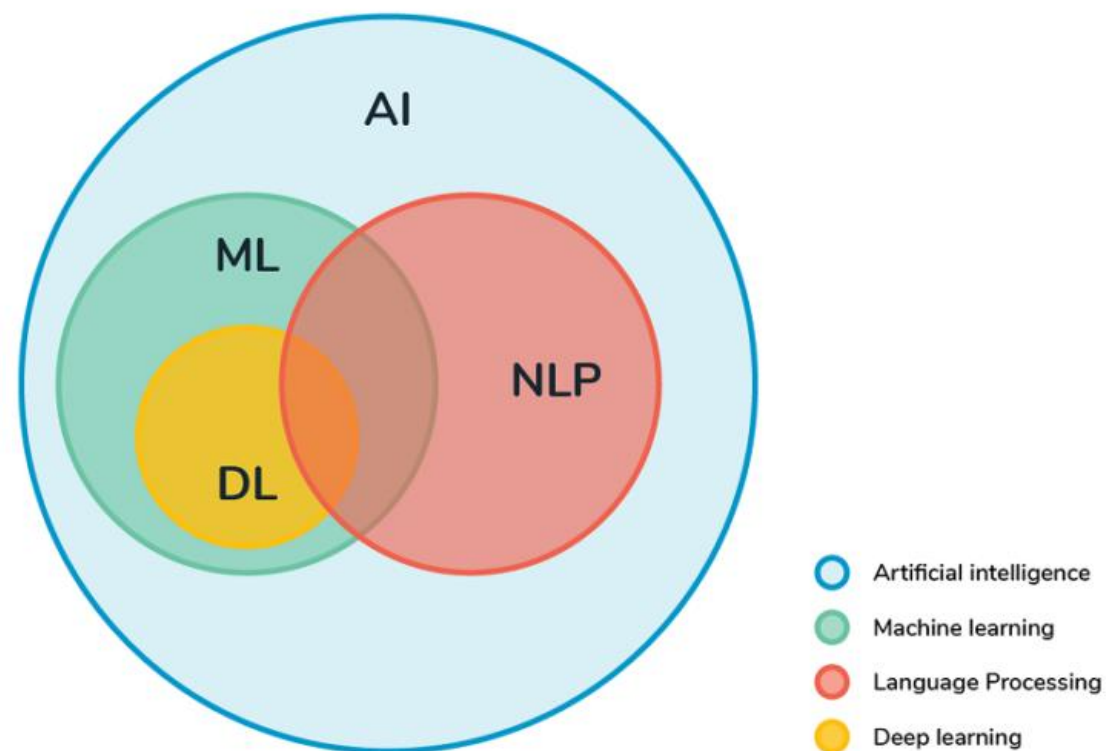 AI
ML
NLP
DL
Artificial intelligence
Machine learning
Language Processing
Deep learning